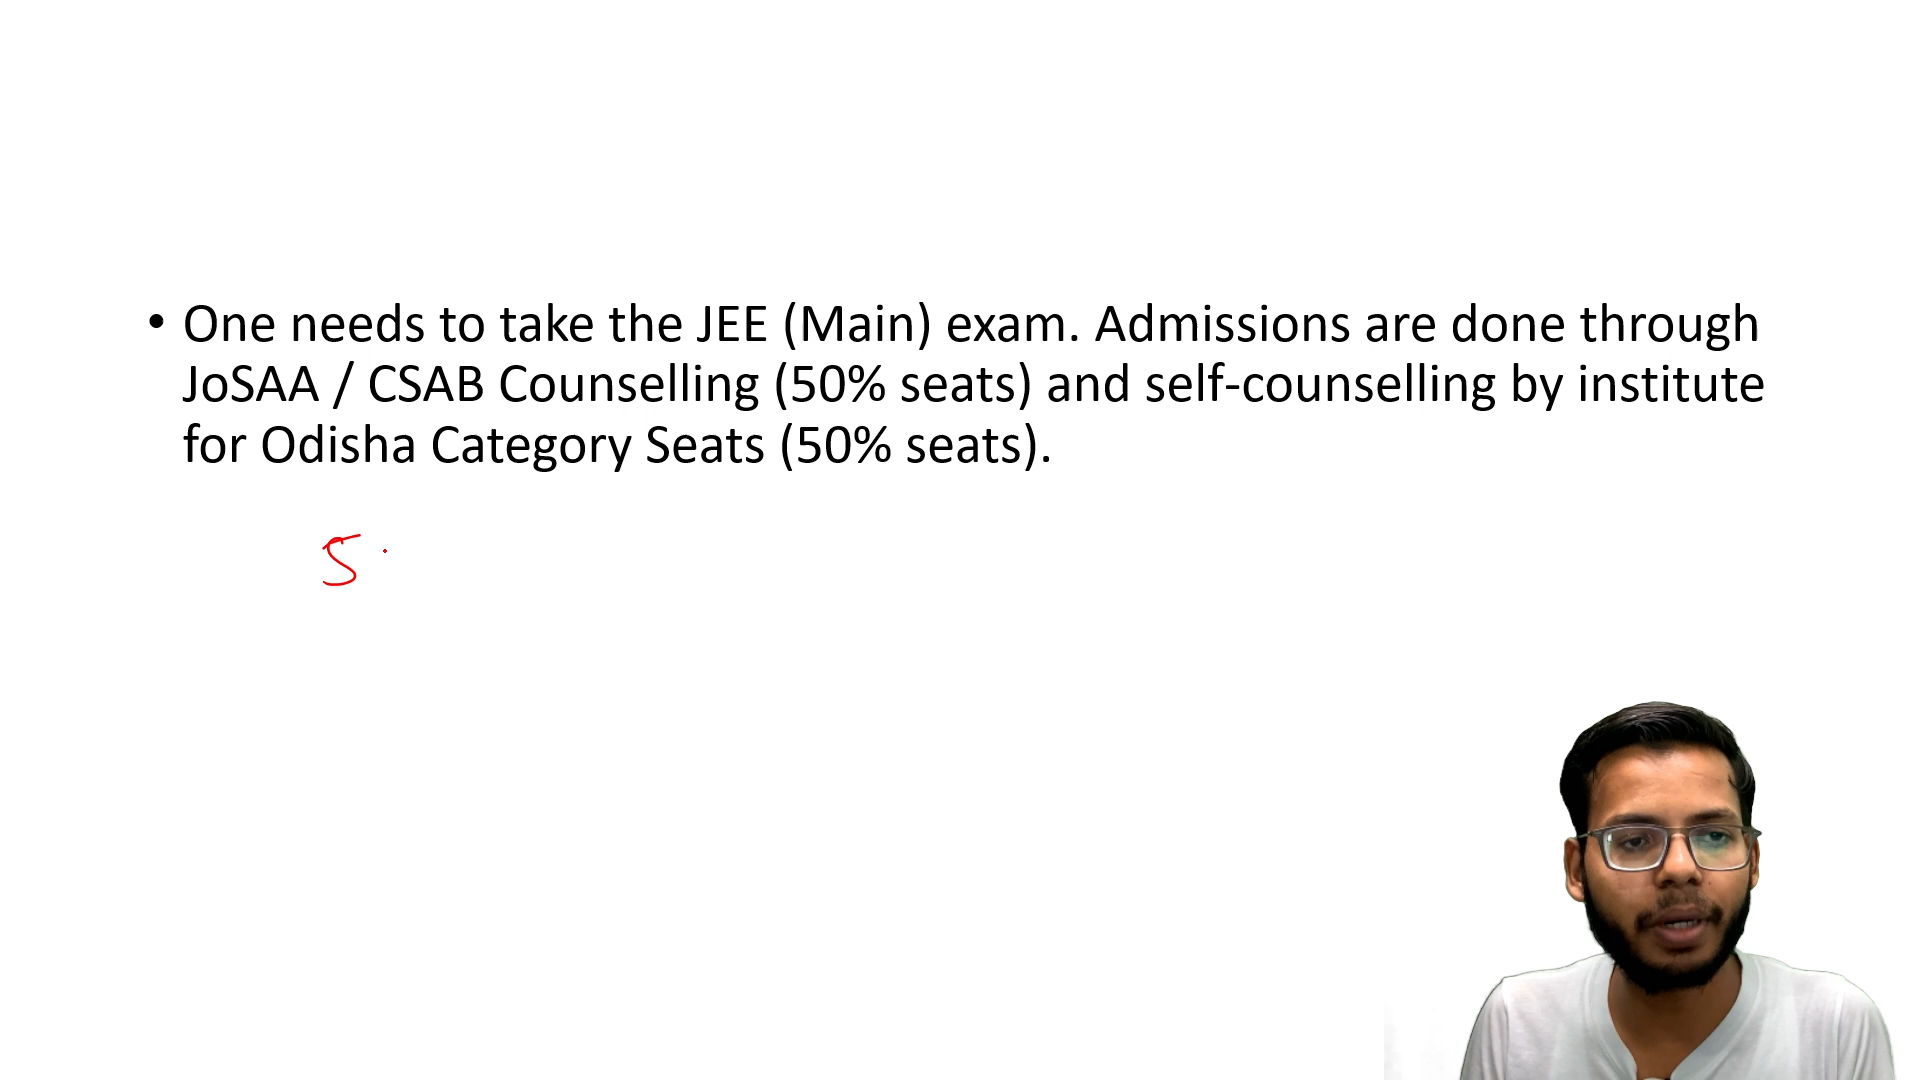 • One needs to take the JEE (Main) exam. Admissions are done through
JoSAA / CSAB Counselling (50% seats) and self-counselling by institute
for Odisha Category Seats (50% seats).
5